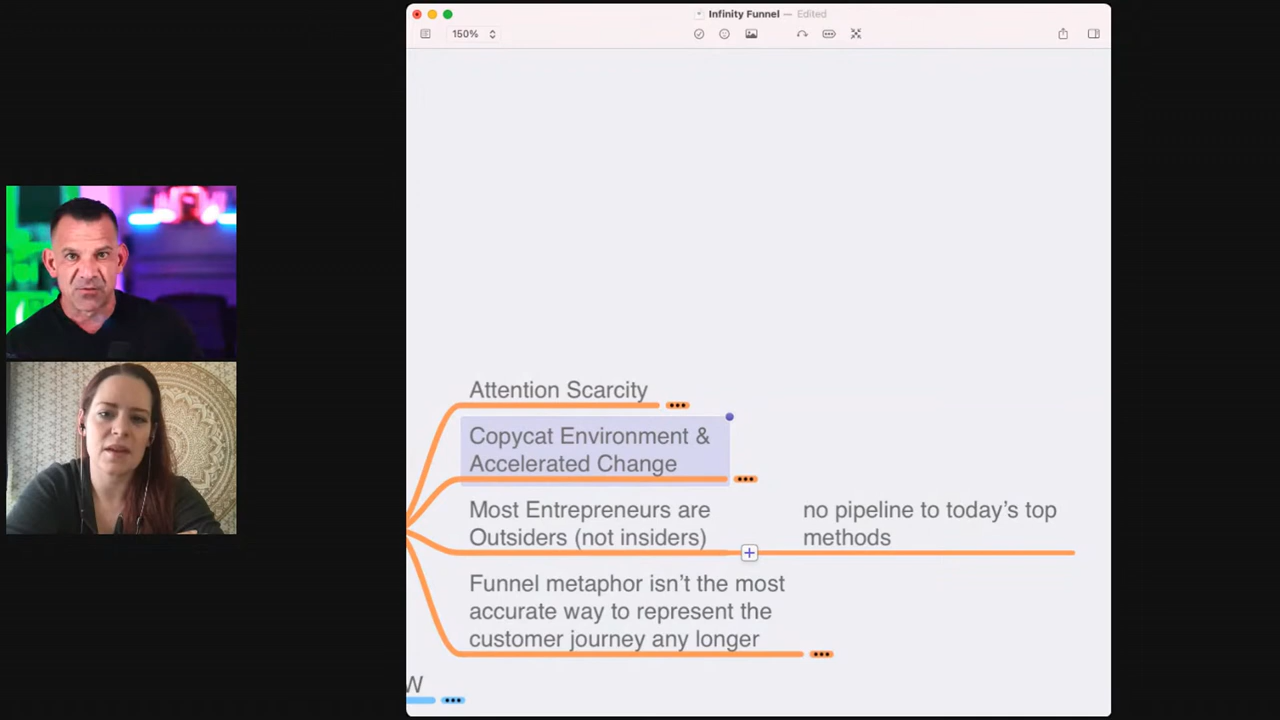 Infinity Funnel — Edited
150%
Attention Scarcity
Copycat Environment &
Accelerated Change
Most Entrepreneurs are
Outsiders (not insiders)
no pipeline to today's top
methods
Funnel metaphor isn't the most
accurate way to represent the
customer journey any longer
W